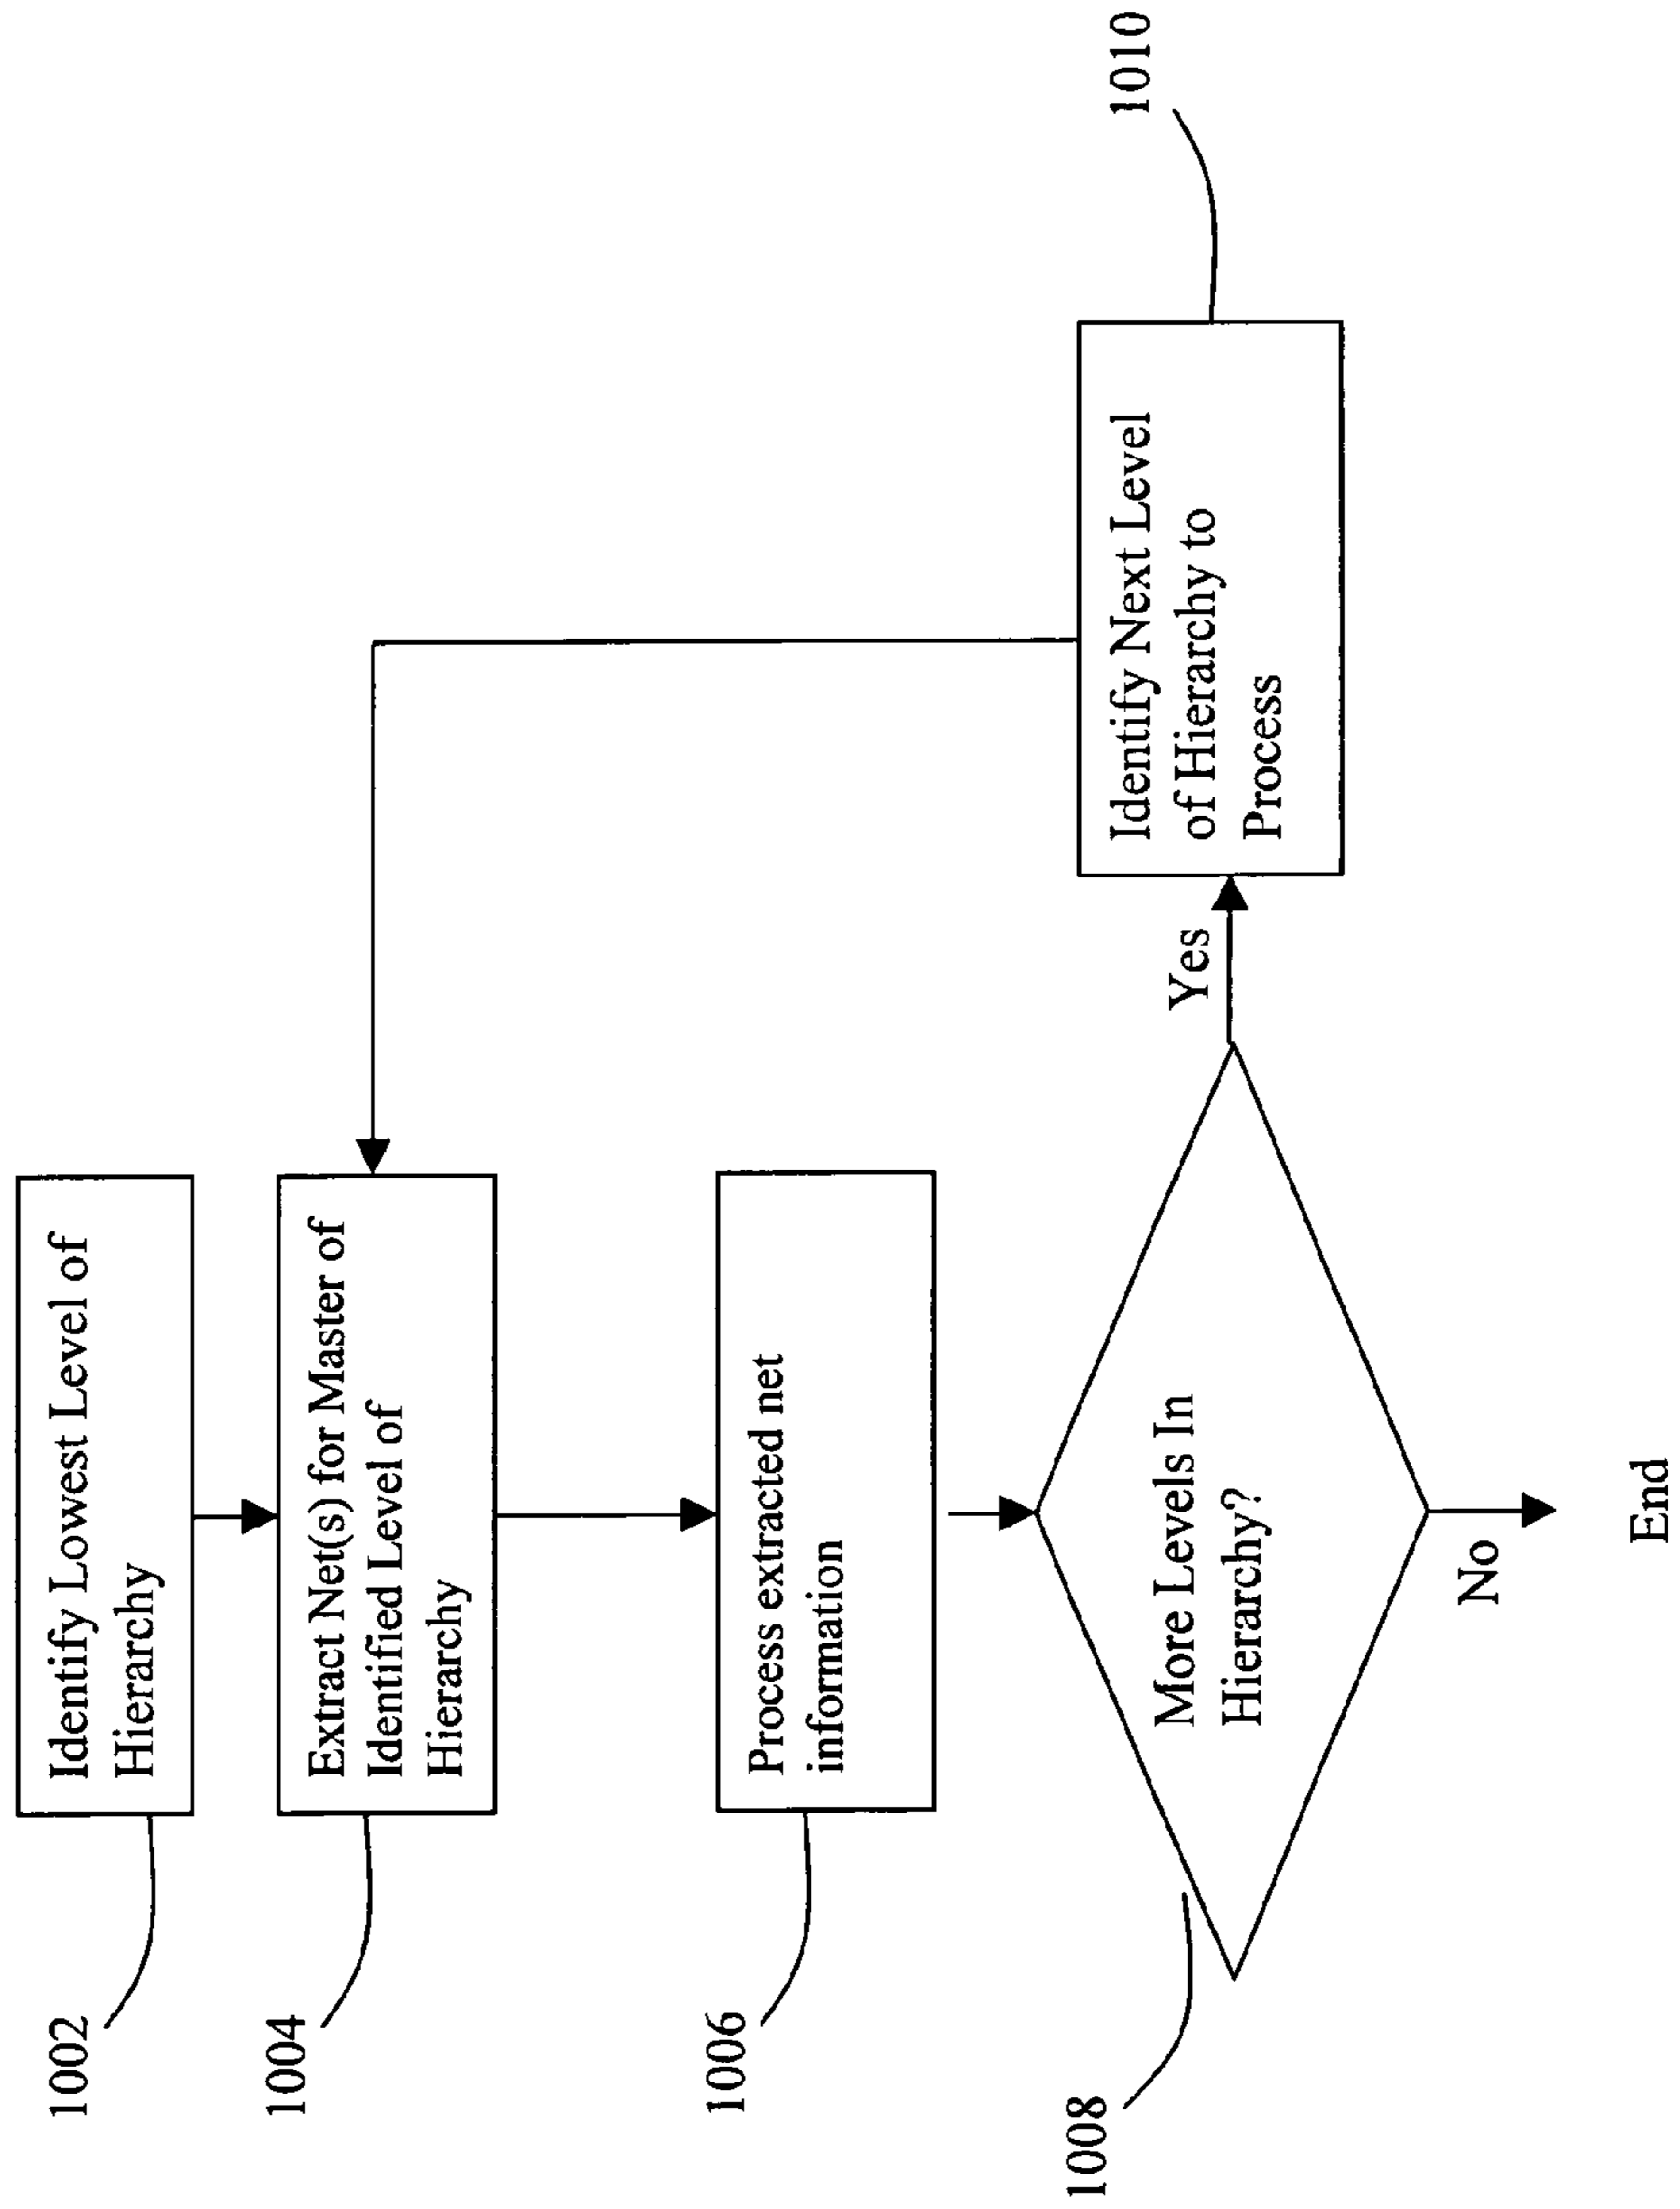 1002
Identify Lowest Level of
Hierarchy
1004
Extract Net(s) for Master of
Identified Level of
Hierarchy
1006
Process extracted net
information
1008
More Levels In
Hierarchy?
Yes
Identify Next Level
of Hierarchy to
Process
1010
No
End